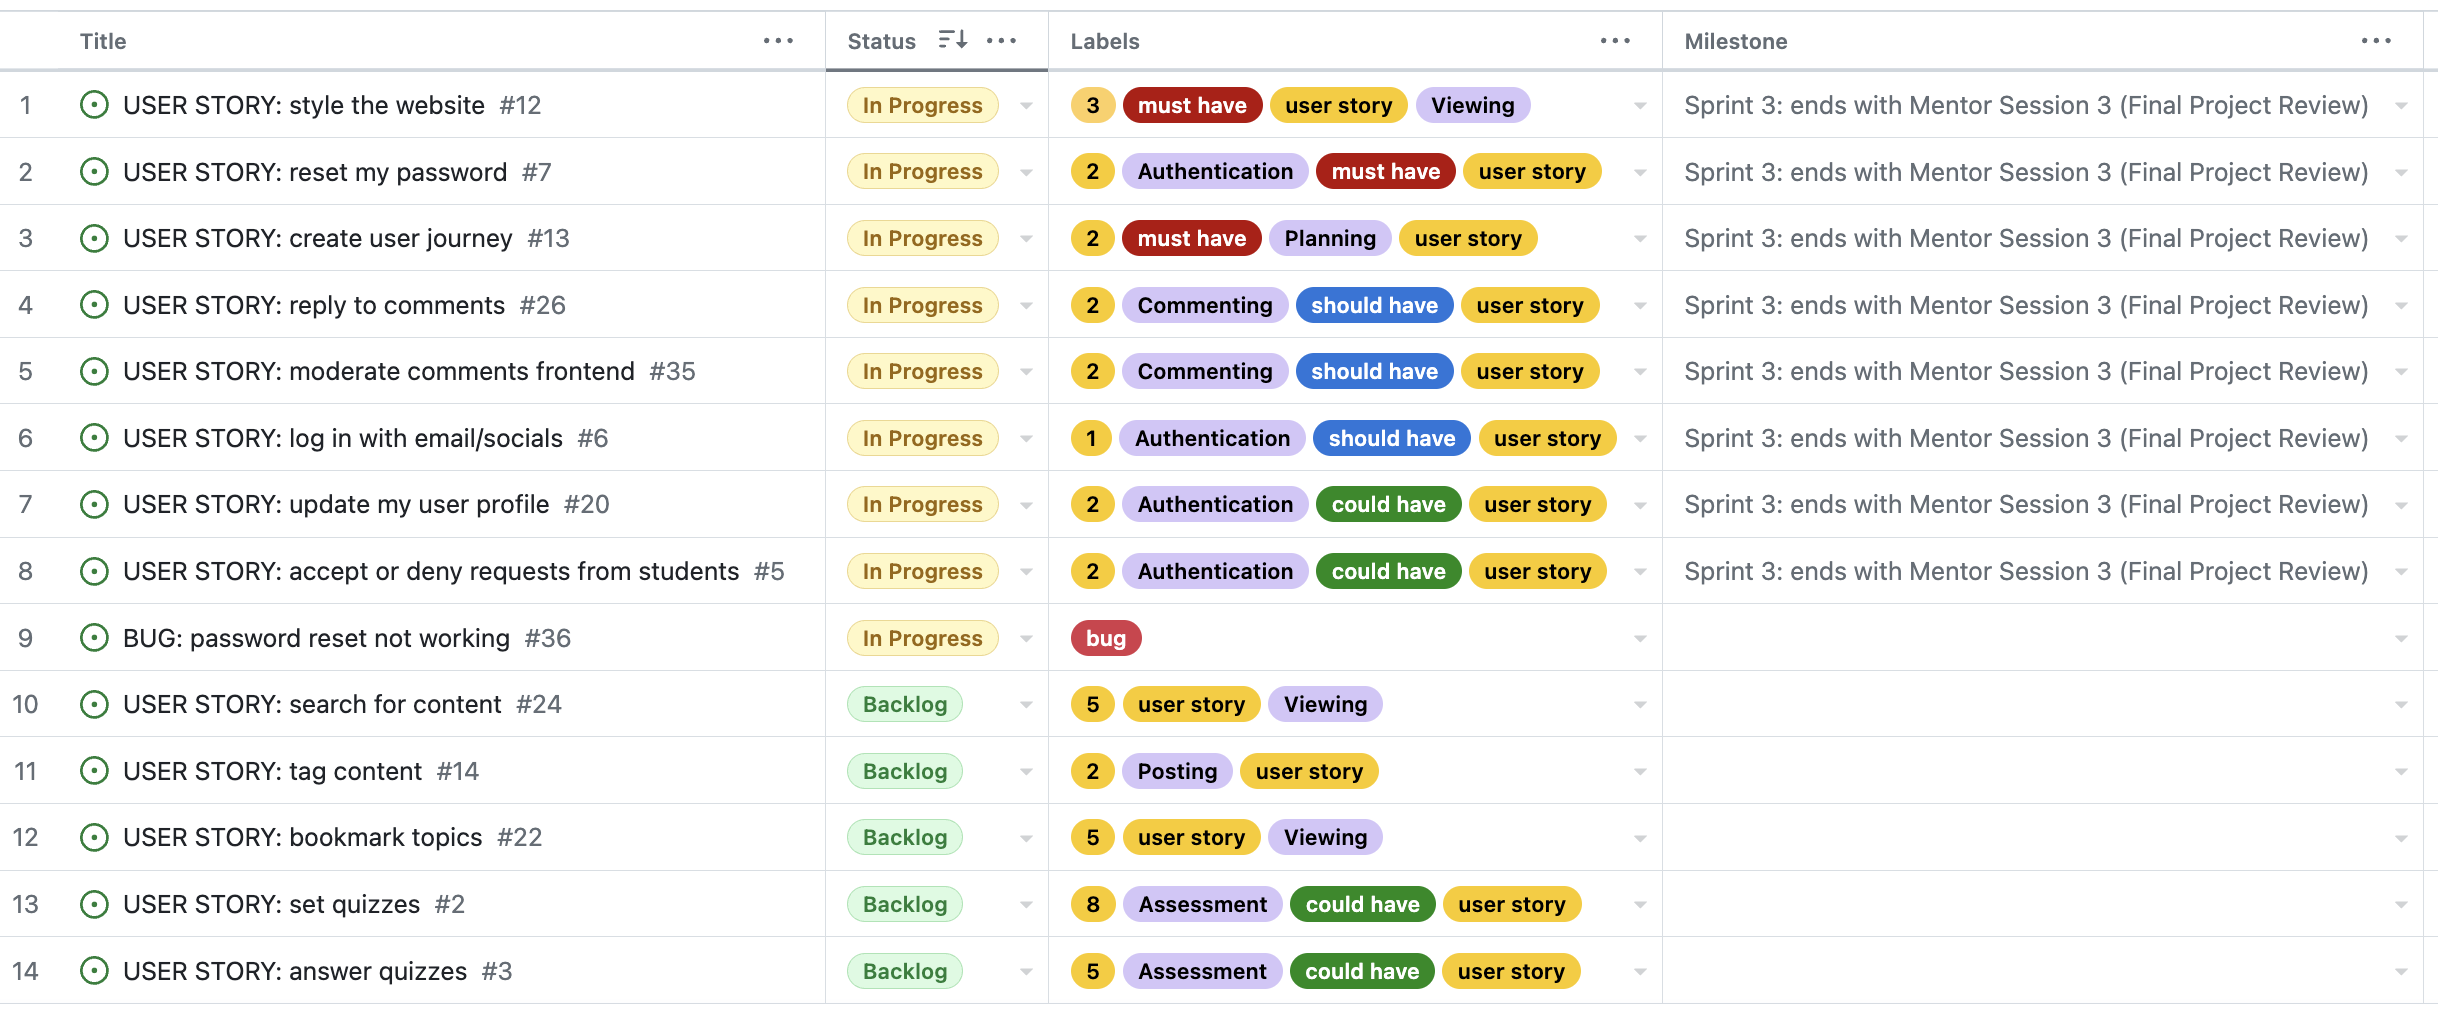 Title Status Labels Milestone
1 USER STORY: style the website #12 In Progress 3 must have user story Viewing Sprint 3: ends with Mentor Session 3 (Final Project Review)
2 USER STORY: reset my password #7 In Progress 2 Authentication must have user story Sprint 3: ends with Mentor Session 3 (Final Project Review)
3 USER STORY: create user journey #13 In Progress 2 must have Planning user story Sprint 3: ends with Mentor Session 3 (Final Project Review)
4 USER STORY: reply to comments #26 In Progress 2 Commenting should have user story Sprint 3: ends with Mentor Session 3 (Final Project Review)
5 USER STORY: moderate comments frontend #35 In Progress 2 Commenting should have user story Sprint 3: ends with Mentor Session 3 (Final Project Review)
6 USER STORY: log in with email/socials #6 In Progress 1 Authentication should have user story Sprint 3: ends with Mentor Session 3 (Final Project Review)
7 USER STORY: update my user profile #20 In Progress 2 Authentication could have user story Sprint 3: ends with Mentor Session 3 (Final Project Review)
8 USER STORY: accept or deny requests from students #5 In Progress 2 Authentication could have user story Sprint 3: ends with Mentor Session 3 (Final Project Review)
9 BUG: password reset not working #36 In Progress bug
10 USER STORY: search for content #24 Backlog 5 user story Viewing
11 USER STORY: tag content #14 Backlog 2 Posting user story
12 USER STORY: bookmark topics #22 Backlog 5 user story Viewing
13 USER STORY: set quizzes #2 Backlog 8 Assessment could have user story
14 USER STORY: answer quizzes #3 Backlog 5 Assessment could have user story